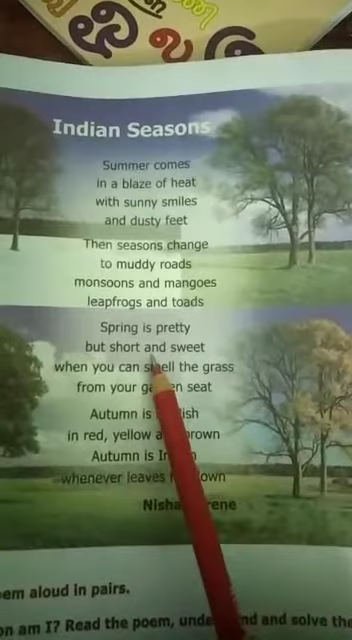 Indian Seasons
Summer comes
in a blaze of heat
with sunny smiles
and dusty feet
Then seasons change
to muddy roads
monsoons and mangoes
leapfrogs and toads
Spring is pretty
but short and sweet
when you can smell the grass
from your garden seat
Autumn is
in red, yellow and brown
Autumn is
whenever leaves
em aloud in pairs.
on am I? Read the poem, understand and solve the